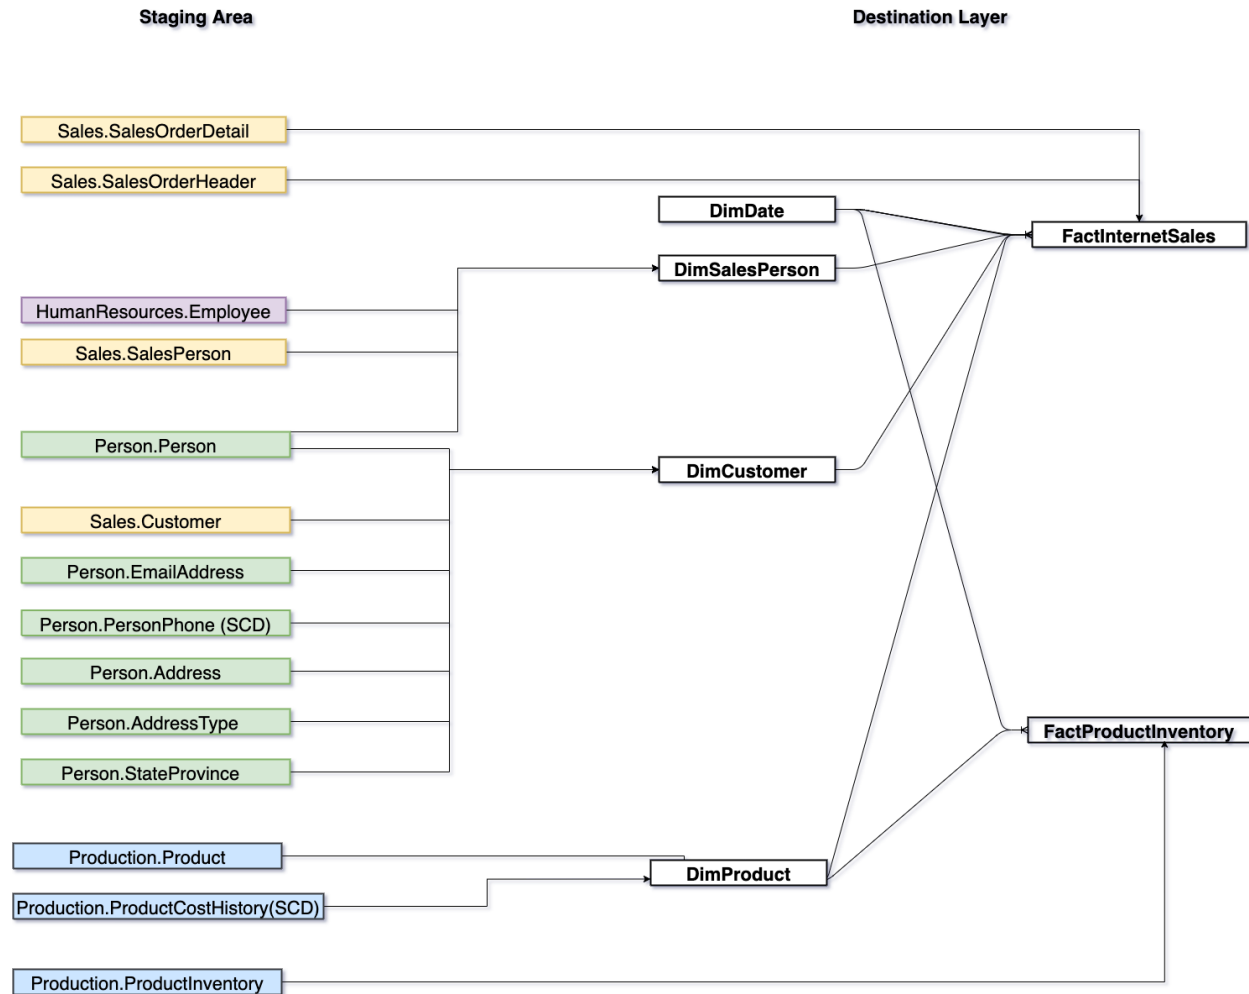 Staging Area
Destination Layer
Sales.SalesOrderDetail
Sales.SalesOrderHeader
DimDate
FactInternetSales
DimSalesPerson
HumanResources.Employee
Sales.SalesPerson
Person.Person
DimCustomer
Sales.Customer
Person.EmailAddress
Person.PersonPhone (SCD)
Person.Address
Person.AddressType
FactProductInventory
Person.StateProvince
Production.Product
DimProduct
Production.ProductCostHistory(SCD)
Production.ProductInventory